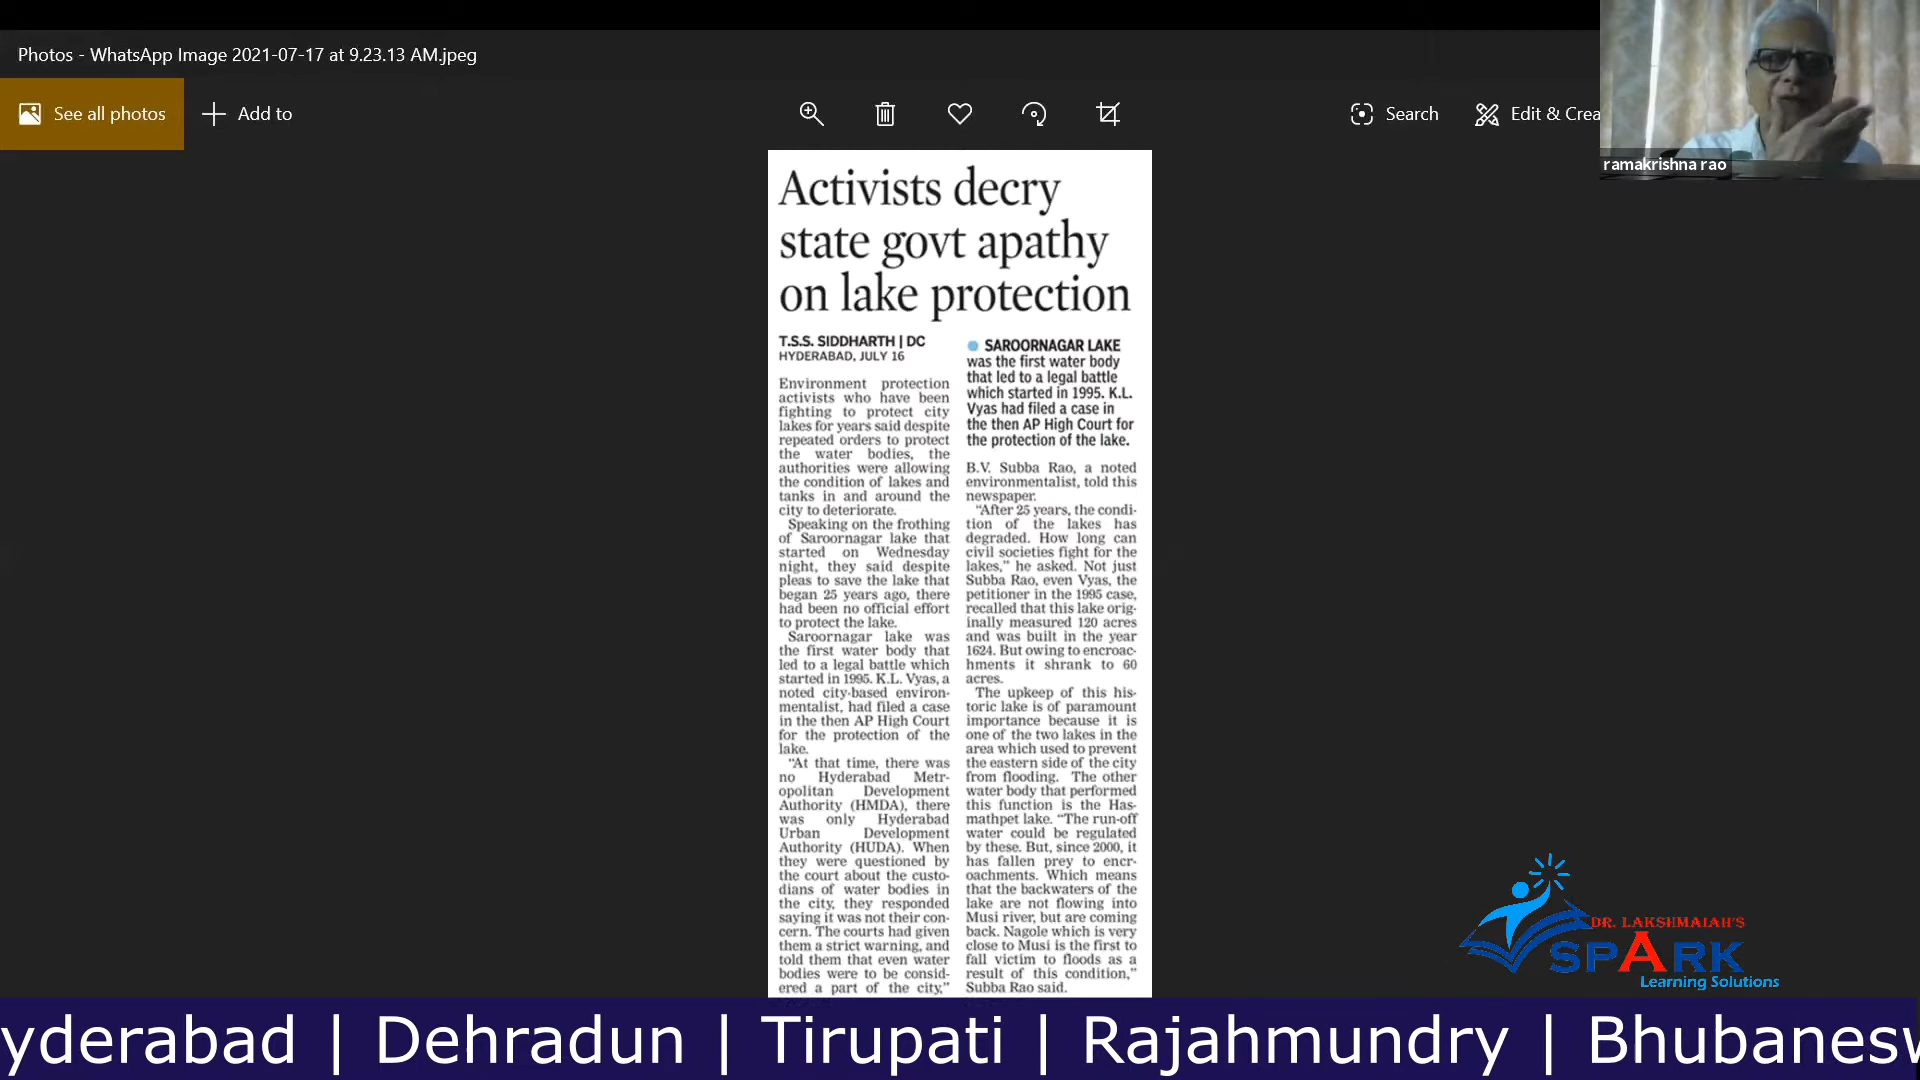 Photos - WhatsApp Image 2021-07-17 at 9.23.13 AM.jpeg
See all photos
Add to
Search
Edit & Crea
ramakrishna rao
Activists decry
state govt apathy
on lake protection
T.S.S. SIDDHARTH | DC
HYDERABAD, JULY 16
Environment protection
activists who have been
fighting to protect city
lakes for years said despite
repeated orders to protect
the water bodies, the
authorities were allowing
the condition of lakes and
tanks in and around the
city to deteriorate.
Speaking on the frothing
of Saroornagar lake that
started on Wednesday
night, they said despite
pleas to save the lake that
began 25 years ago, there
had been no official effort
to protect the lake.
Saroornagar lake was
the first water body that
led to a legal battle which
started in 1995. K.L. Vyas, a
noted city-based environ-
mentalist, had filed a case
in the then AP High Court
for the protection of the
lake.
"At that time, there was
no Hyderabad Metr-
opolitan Development
Authority (HMDA), there
was only Hyderabad
Urban Development
Authority (HUDA). When
they were questioned by
the court about the custo-
dians of water bodies in
the city, they responded
saying it was not their con-
cern. The courts had given
them a strict warning, and
told them that even water
bodies were to be consid-
ered a part of the city,"
SAROORNAGAR LAKE
was the first water body
that led to a legal battle
which started in 1995. K.L.
Vyas had filed a case in
the then AP High Court for
the protection of the lake.
B.V. Subba Rao, a noted
environmentalist, told this
newspaper.
"After 25 years, the condi-
tion of the lakes has
degraded. How long can
civil societies fight for the
lakes," he asked. Not just
Subba Rao, even Vyas, the
petitioner in the 1995 case,
recalled that this lake orig-
inally measured 120 acres
and was built in the year
1624. But owing to encroac-
hments it shrank to 60
acres.
The upkeep of this his-
toric lake is of paramount
importance because it is
one of the two lakes in the
area which used to prevent
the eastern side of the city
from flooding. The other
water body that performed
this function is the Has-
mathpet lake. "The run-off
water could be regulated
by these. But, since 2000, it
has fallen prey to encr-
oachments. Which means
that the backwaters of the
lake are not flowing into
Musi river, but are coming
back. Nagole which is very
close to Musi is the first to
fall victim to floods as a
result of this condition,"
Subba Rao said.
DR. LAKSHMAIAH'S
SPARK
Learning Solutions
yderabad | Dehradun | Tirupati | Rajahmundry | Bhubanesw